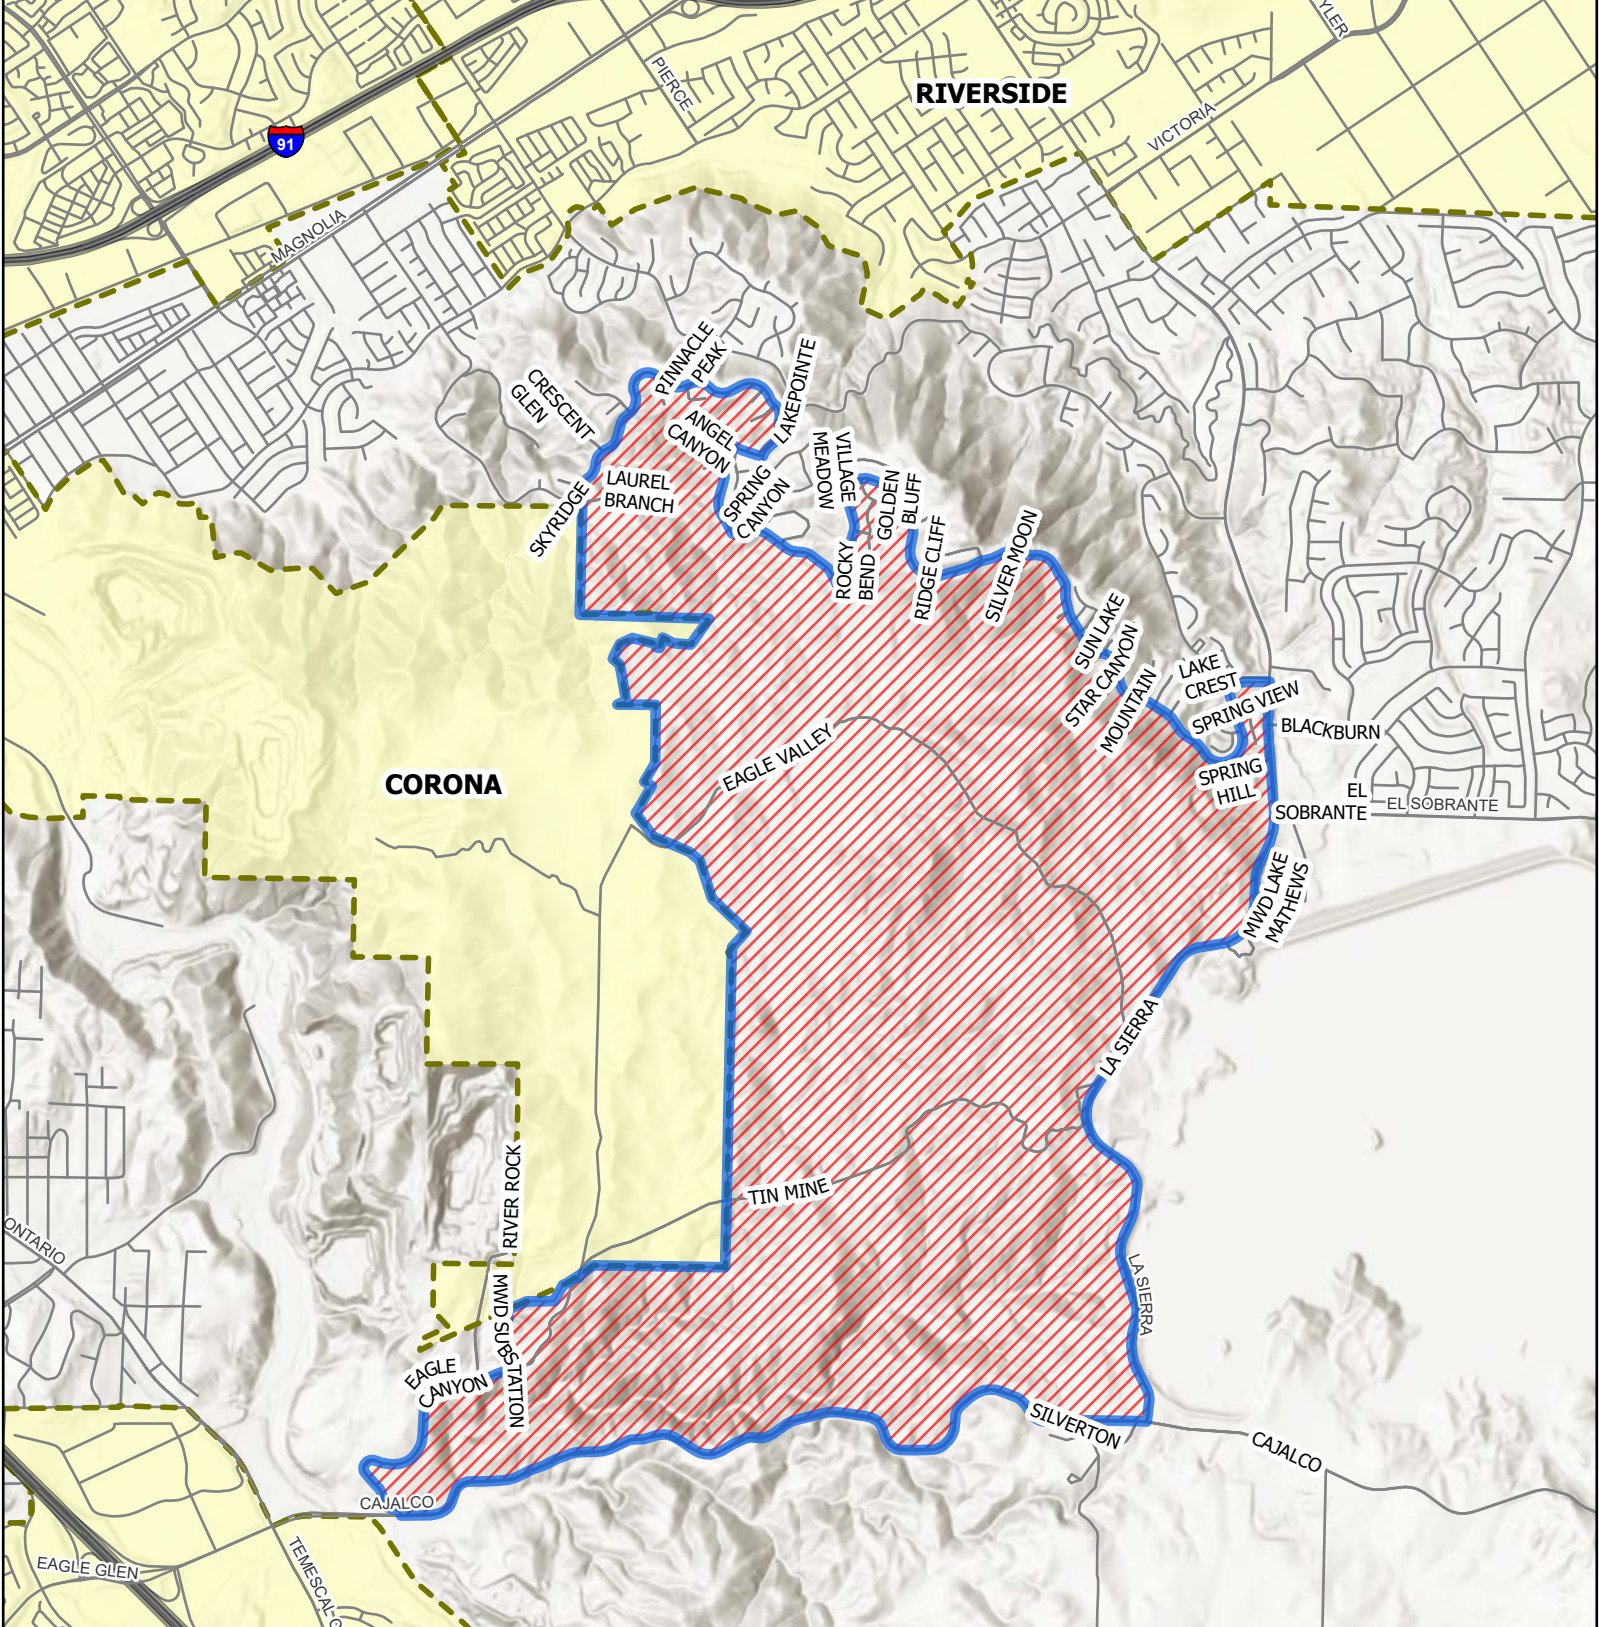 YLER
PIERCE
RIVERSIDE
91
VICTORIA
MAGNOLIA
PINNACLE
PEAK
LAKEPOINTE
CRESCENT
GLEN
ANGEL
CANYON
VILLAGE
MEADOW
LAUREL
BRANCH
SPRING
CANYON
GOLDEN
BLUFF
SKYRIDGE
RIDGE CLIFF
SILVER MOON
ROCKY
BEND
SUN LAKE
STAR CANYON
LAKE
CREST
MOUNTAIN
SPRING VIEW
BLACKBURN
EAGLE VALLEY
CORONA
SPRING
HILL
EL
SOBRANTE
EL SOBRANTE
MWD LAKE
MATHEWS
LA SIERRA
RIVER ROCK
TIN MINE
ONTARIO
LA SIERRA
MWD SUBSTATION
EAGLE
CANYON
SILVERTON
CAJALCO
CAJALCO
EAGLE GLEN
TEMESCAL C